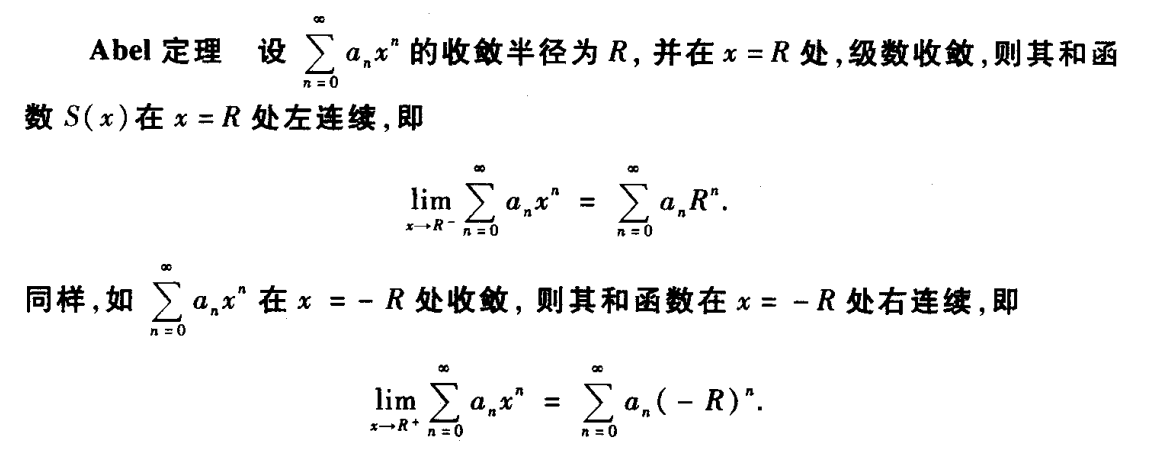 Abel 定理 设 $\sum_{n=0}^{\infty} a_n x^n$ 的收敛半径为 R, 并在 x = R 处,级数收敛,则其和函
数 S(x)在 x = R 处左连续,即
$\lim_{x \to R^-} \sum_{n=0}^{\infty} a_n x^n = \sum_{n=0}^{\infty} a_n R^n.$
同样,如 $\sum_{n=0}^{\infty} a_n x^n$ 在 x = - R 处收敛, 则其和函数在 x = - R 处右连续,即
$\lim_{x \to R^+} \sum_{n=0}^{\infty} a_n x^n = \sum_{n=0}^{\infty} a_n (-R)^n.$